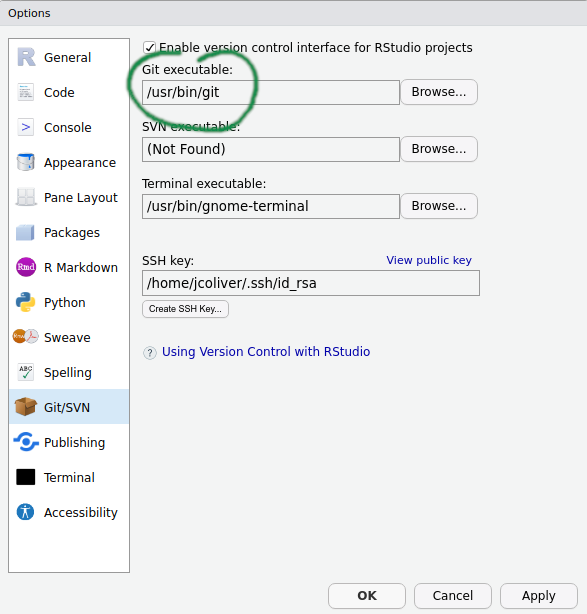 Options
General
Code
Console
Appearance
Pane Layout
Packages
Rmd
R Markdown
Python
Sweave
ABC
Spelling
Git/SVN
Publishing
Terminal
Accessibility
Enable version control interface for RStudio projects
Git executable:
/usr/bin/git
Browse...
SVN executable:
(Not Found)
Browse...
Terminal executable:
/usr/bin/gnome-terminal
Browse...
SSH key:
View public key
/home/jcoliver/.ssh/id_rsa
Create SSH Key...
? Using Version Control with RStudio
OK
Cancel
Apply